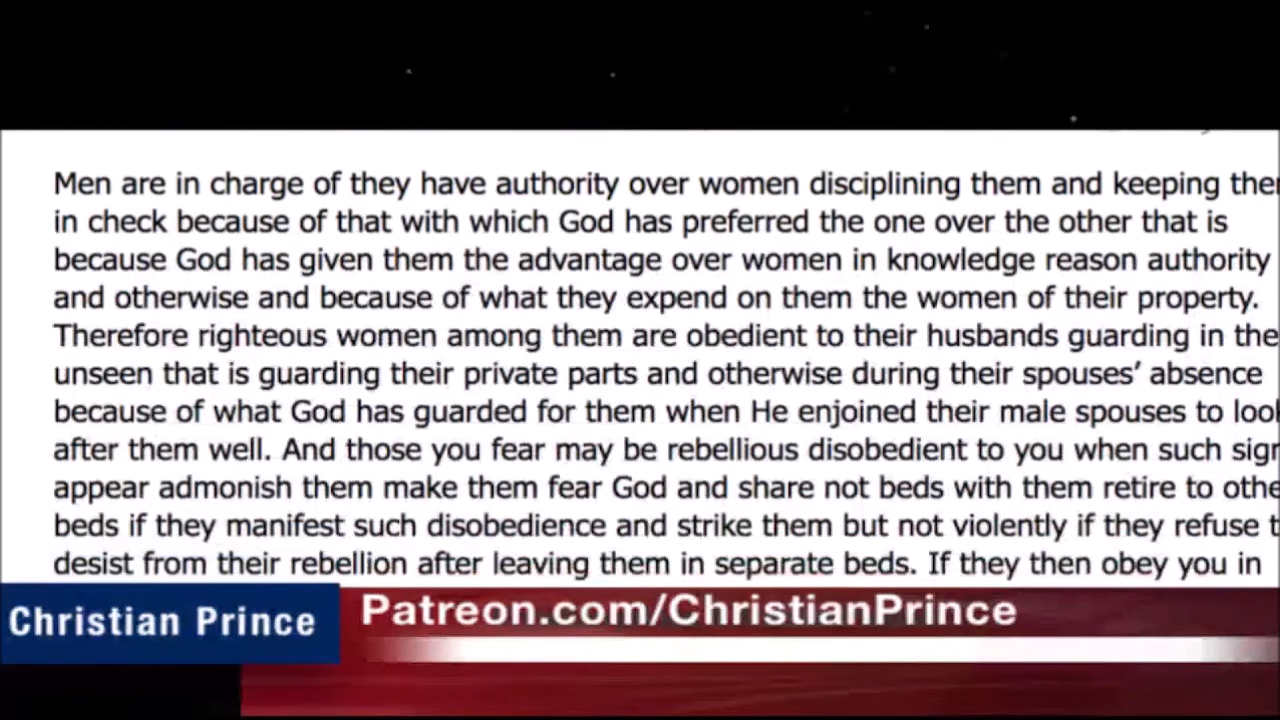 Men are in charge of they have authority over women disciplining them and keeping
in check because of that with which God has preferred the one over the other that is
because God has given them the advantage over women in knowledge reason authority
and otherwise and because of what they expend on them the women of their property.
Therefore righteous women among them are obedient to their husbands guarding in the
unseen that is guarding their private parts and otherwise during their spouses’ absence
because of what God has guarded for them when He enjoined their male spouses to
after them well. And those you fear may be rebellious disobedient to you when such
appear admonish them make them fear God and share not beds with them retire to
beds if they manifest such disobedience and strike them but not violently if they refuse
desist from their rebellion after leaving them in separate beds. If they then obey you in
Christian Prince
Patreon.com/ChristianPrince